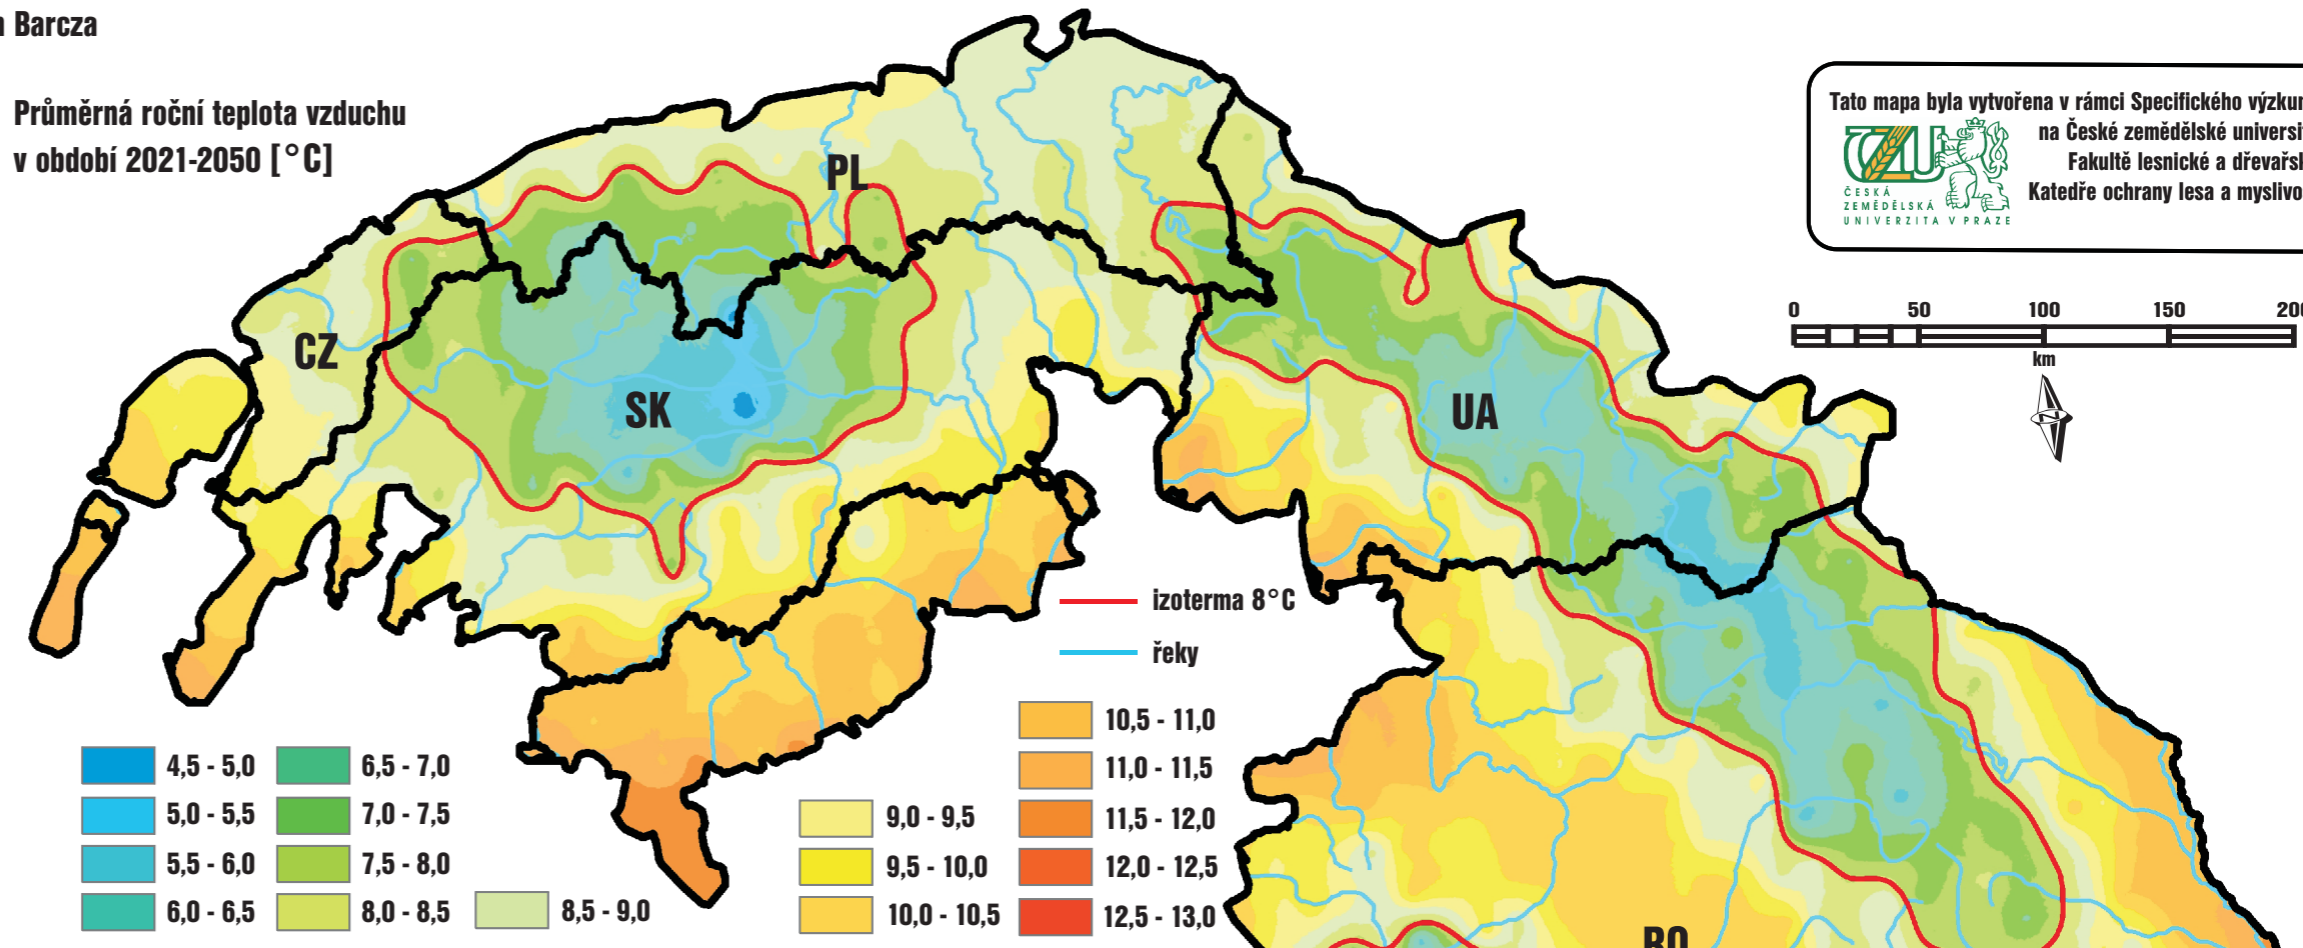 Barcza
Průměrná roční teplota vzduchu
v období 2021-2050 [°C]
Tato mapa byla vytvořena v rámci Specifického
na České zemědělské
Fakultě lesnické a
Katedře ochrany lesa a
ČESKÁ
ZEMĚDĚLSKÁ
UNIVERZITA V PRAZE
0 50 100 150
km
N
PL
CZ
SK
UA
RO
izoterma 8°C
řeky
4,5 - 5,0
5,0 - 5,5
5,5 - 6,0
6,0 - 6,5
6,5 - 7,0
7,0 - 7,5
7,5 - 8,0
8,0 - 8,5
8,5 - 9,0
9,0 - 9,5
9,5 - 10,0
10,0 - 10,5
10,5 - 11,0
11,0 - 11,5
11,5 - 12,0
12,0 - 12,5
12,5 - 13,0